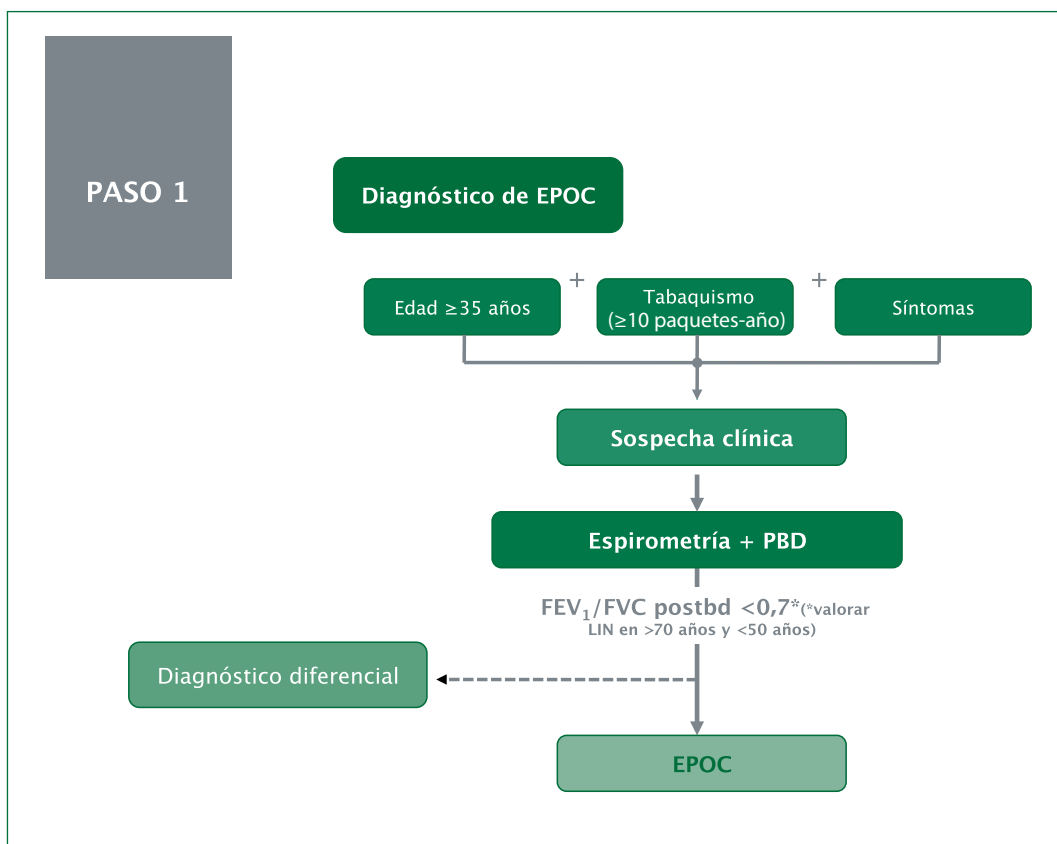 PASO 1
Diagnóstico de EPOC
Edad ≥35 años
+
Tabaquismo
(≥10 paquetes-año)
+
Síntomas
Sospecha clínica
Espirometría + PBD
FEV₁/FVC postbd <0,7*(*valorar
LIN en >70 años y <50 años)
Diagnóstico diferencial
EPOC